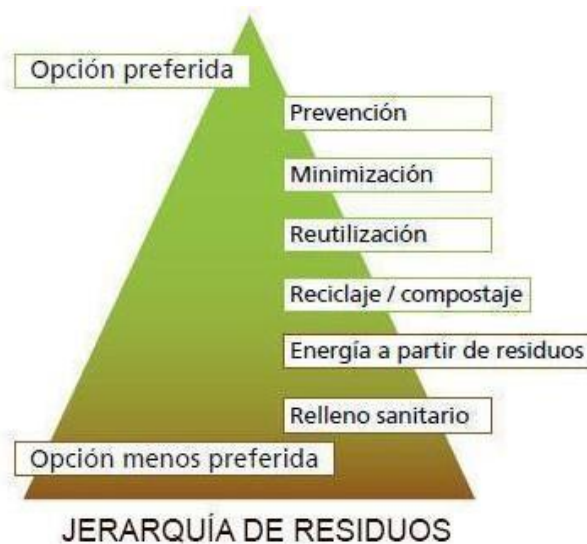 Opción preferida
Prevención
Minimización
Reutilización
Reciclaje / compostaje
Energía a partir de residuos
Relleno sanitario
Opción menos preferida
JERARQUÍA DE RESIDUOS